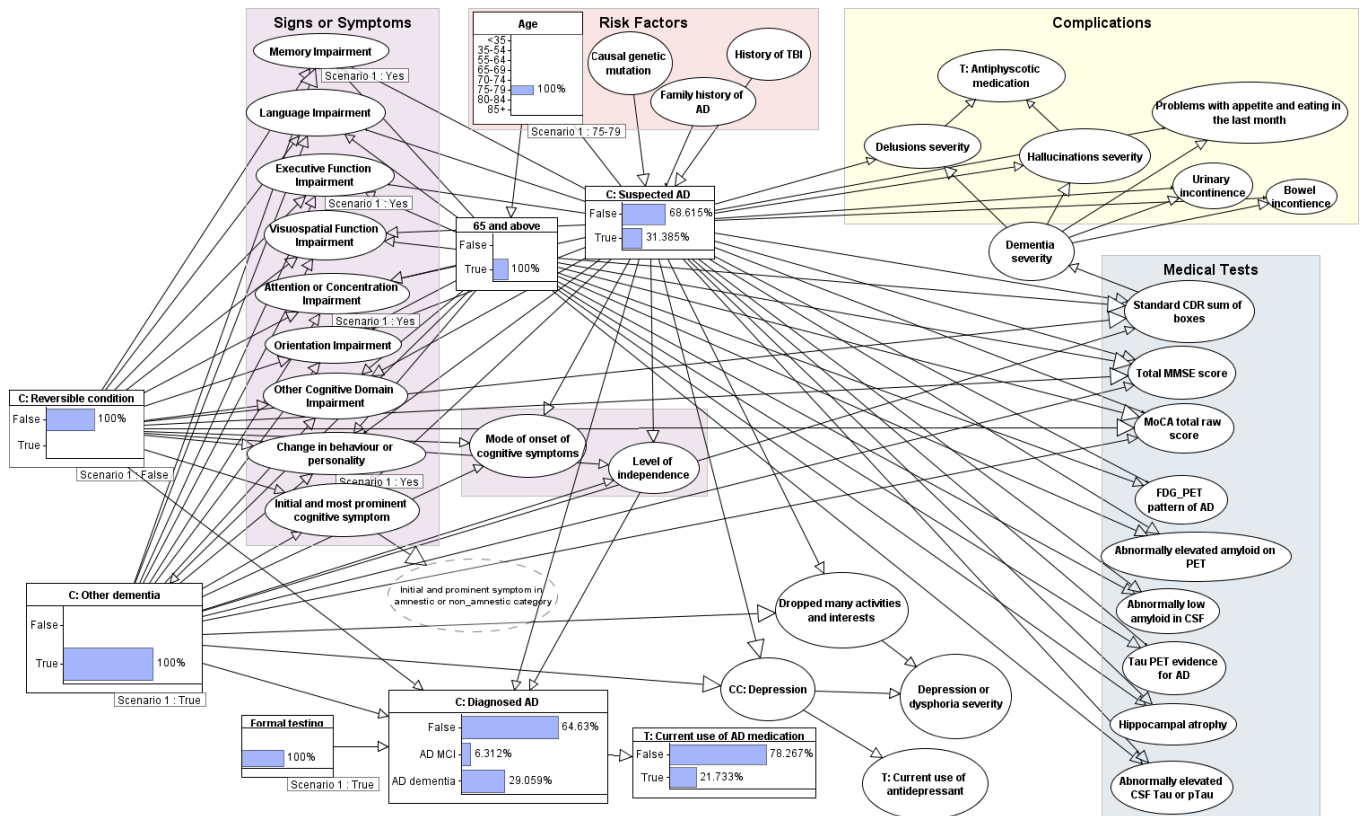 Signs or Symptoms
Memory Impairment
Scenario 1 : Yes
Language Impairment
Executive Function
Impairment
Scenario 1 : Yes
Visuospatial Function
Impairment
Attention or Concentration
Impairment
Scenario 1 : Yes
Orientation Impairment
Other Cognitive Domain
Impairment
Change in behaviour or
personality
Scenario 1 : Yes
Initial and most prominent
cognitive symptom
Risk Factors
Age
<35
35-54
55-64
65-69
70-74
75-79
100%
80-84
85+
Scenario 1 : 75-79
Causal genetic
mutation
History of TBI
Family history of
AD
Complications
T: Antiphyscotic
medication
Problems with appetite and eating in
the last month
Delusions severity
Hallucinations severity
Urinary
incontinence
Bowel
incontience
Dementia
severity
C: Suspected AD
False
68.615%
True
31.385%
65 and above
False
True
100%
Medical Tests
Standard CDR sum of
boxes
Total MMSE score
MoCA total raw
score
FDG_PET
pattern of AD
Abnormally elevated amyloid on
PET
Abnormally low
amyloid in CSF
Tau PET evidence
for AD
Hippocampal atrophy
Abnormally elevated
CSF Tau or pTau
C: Reversible condition
False
100%
True
Scenario 1 : False
Mode of onset of
cognitive symptoms
Level of
independence
Initial and prominent symptom in
amnestic or non_amnestic category
C: Other dementia
False
True
100%
Scenario 1 : True
Dropped many activities
and interests
CC: Depression
Depression or
dysphoria severity
T: Current use of
antidepressant
Formal testing
100%
Scenario 1 : True
C: Diagnosed AD
False
64.63%
AD MCI
6.312%
AD dementia
29.059%
T: Current use of AD medication
False
78.267%
True
21.733%